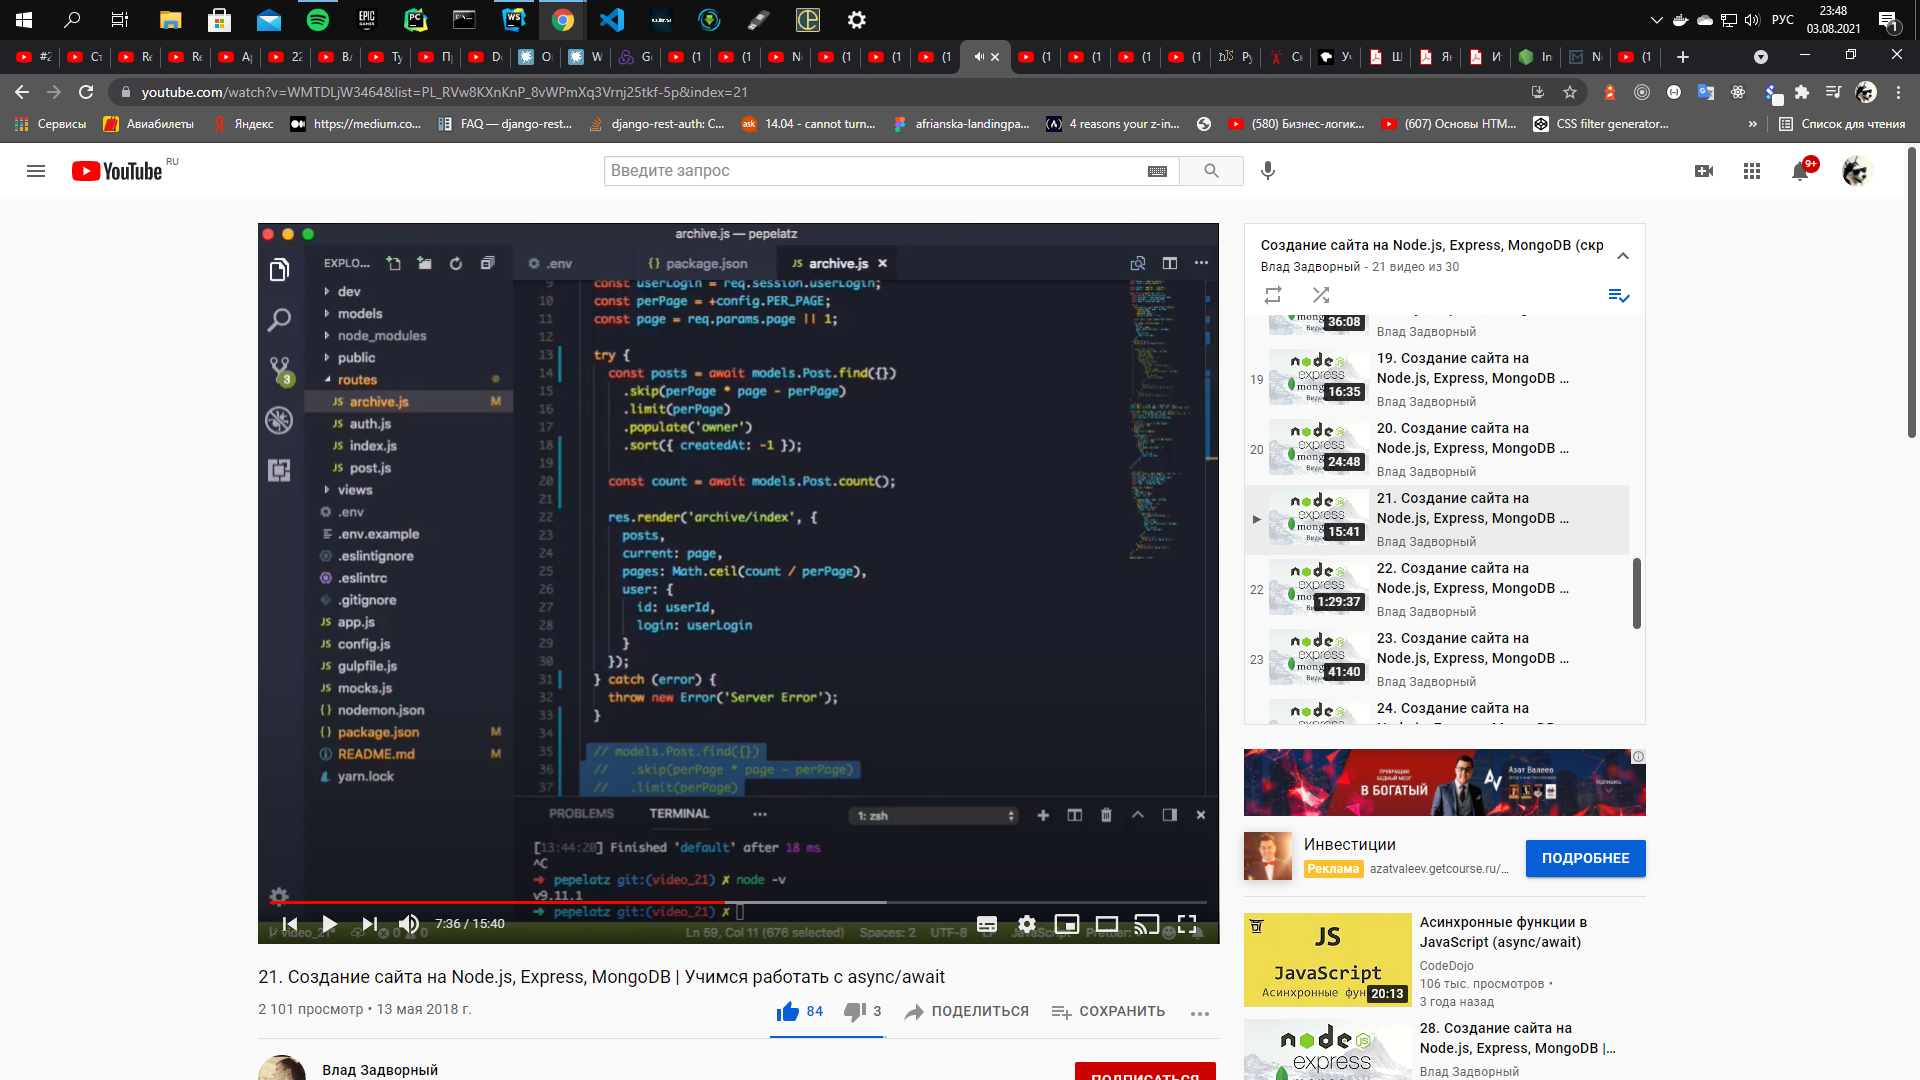 РУС
23:48
03.08.2021
1
youtube.com/watch?v=WMTDLjW3464&list=PL_RVw8KXnKnP_8vWPmXq3Vrnj25tkf-5p&index=21
Сервисы
Авиабилеты
Яндекс
https://medium.co...
FAQ — django-rest...
django-rest-auth: C...
14.04 - cannot turn...
afrianska-landingpa...
4 reasons your z-in...
(580) Бизнес-логик...
(607) Основы HTM...
CSS filter generator...
»
Список для чтения
YouTube RU
Введите запрос
9+
archive.js — pepelatz
EXPLO...
.env
package.json
archive.js
dev
models
node_modules
public
routes
archive.js M
auth.js
index.js
post.js
views
.env
.env.example
.eslintignore
.eslintrc
.gitignore
app.js
config.js
gulpfile.js
mocks.js
nodemon.json
package.json M
README.md M
yarn.lock
3
9 const userLogin = req.session.userLogin;
10 const perPage = +config.PER_PAGE;
11 const page = req.params.page || 1;
12
13 try {
14 const posts = await models.Post.find({})
15 .skip(perPage * page - perPage)
16 .limit(perPage)
17 .populate('owner')
18 .sort({ createdAt: -1 });
19
20 const count = await models.Post.count();
21
22 res.render('archive/index', {
23 posts,
24 current: page,
25 pages: Math.ceil(count / perPage),
26 user: {
27 id: userId,
28 login: userLogin
29 }
30 });
31 } catch (error) {
32 throw new Error('Server Error');
33 }
34
35 // models.Post.find({})
36 // .skip(perPage * page - perPage)
37 // .limit(perPage)
PROBLEMS
TERMINAL
1: zsh
[13:44:20] Finished 'default' after 18 ms
^C
➜ pepelatz git:(video_21) ✗ node -v
v9.11.1
➜ pepelatz git:(video_21) ✗
video_21*
Ln 59, Col 11 (676 selected)
Spaces: 2
UTF-8
LF
JavaScript
7:36 / 15:40
21. Создание сайта на Node.js, Express, MongoDB | Учимся работать с async/await
2 101 просмотр • 13 мая 2018 г.
84
3
ПОДЕЛИТЬСЯ
СОХРАНИТЬ
Влад Задворный
ПОДПИСАТЬСЯ
Создание сайта на Node.js, Express, MongoDB (скр
Влад Задворный - 21 видео из 30
36:08
Влад Задворный
19
16:35
19. Создание сайта на
Node.js, Express, MongoDB ...
Влад Задворный
20
24:48
20. Создание сайта на
Node.js, Express, MongoDB ...
Влад Задворный
15:41
21. Создание сайта на
Node.js, Express, MongoDB ...
Влад Задворный
22
1:29:37
22. Создание сайта на
Node.js, Express, MongoDB ...
Влад Задворный
23
41:40
23. Создание сайта на
Node.js, Express, MongoDB ...
Влад Задворный
24. Создание сайта на
ПРЕВРАЩАЮ
БЕДНЫЙ МОЗГ
В БОГАТЫЙ
Азат Валеев
Инвестиции
Реклама azatvaleev.getcourse.ru/...
ПОДРОБНЕЕ
JS
JavaScript
Асинхронные фун
20:13
Асинхронные функции в
JavaScript (async/await)
CodeDojo
106 тыс. просмотров •
3 года назад
node
express
28. Создание сайта на
Node.js, Express, MongoDB |...
Влад Задворный